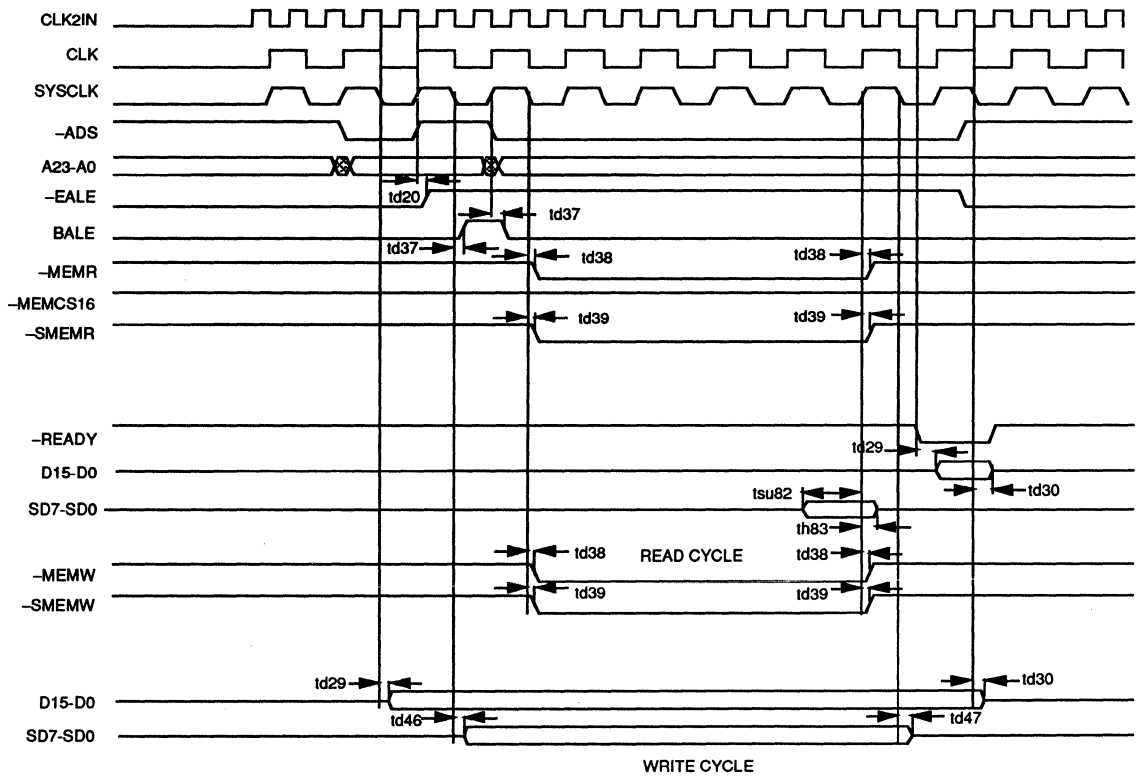 CLK2IN
CLK
SYSCLK
–ADS
A23-A0
td20
–EALE
td37
BALE
td37
td38
td38
–MEMR
–MEMCS16
td39
td39
–SMEMR
–READY
td29
D15-D0
tsu82
td30
SD7-SD0
th83
td38
READ CYCLE
td38
–MEMW
td39
td39
–SMEMW
td29
td30
D15-D0
td46
td47
SD7-SD0
WRITE CYCLE